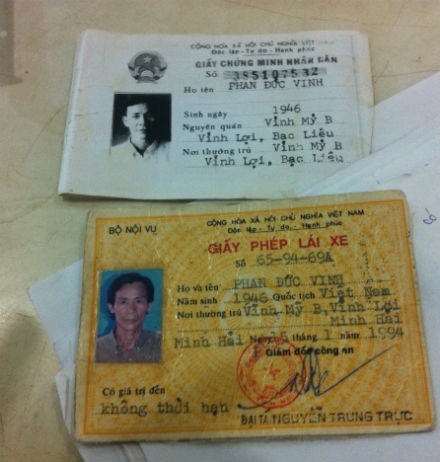 CỘNG HÒA XÃ HỘI CHỦ NGHĨA VIỆT
Độc lập - Tự do - Hạnh phúc
GIẤY CHỨNG MINH NHÂN DÂN
Số 385107532
Họ tên PHAN ĐỨC VINH
Sinh ngày 1946
Nguyên quán Vĩnh Mỹ B
Vĩnh Lợi, Bạc Liêu
Nơi thường trú Vĩnh Mỹ B
Vĩnh Lợi, Bạc Liêu
BỘ NỘI VỤ
CỘNG HÒA XÃ HỘI CHỦ NGHĨA VIỆT NAM
Độc lập - Tự do - Hạnh phúc
GIẤY PHÉP LÁI XE
Số 65-94-69A
Họ và tên PHAN ĐỨC VINH
Năm sinh 1946 Quốc tịch Việt Nam
Nơi thường trú Vĩnh Mỹ B, Vĩnh Lợi
Minh Hải
Minh Hải Ngày 5 tháng 1 năm 1994
Giám đốc công an
Có giá trị đến
không thời hạn
ĐẠI TÁ NGUYỄN TRUNG TRỰC